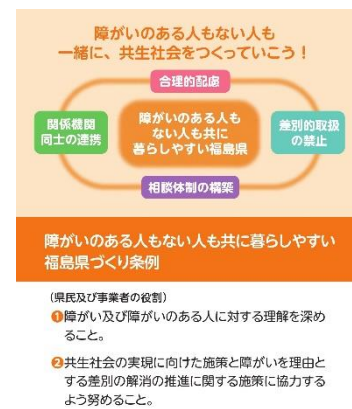 障がいのある人もない人も
一緒に、共生社会をつくっていこう！
合理的配慮
関係機関
同士の連携
障がいのある人も
ない人も共に
暮らしやすい福島県
差別的取扱
の禁止
相談体制の構築
障がいのある人もない人も共に暮らしやすい
福島県づくり条例
（県民及び事業者の役割）
❶障がい及び障がいのある人に対する理解を深め
ること。
❷共生社会の実現に向けた施策と障がいを理由と
する差別の解消の推進に関する施策に協力する
よう努めること。